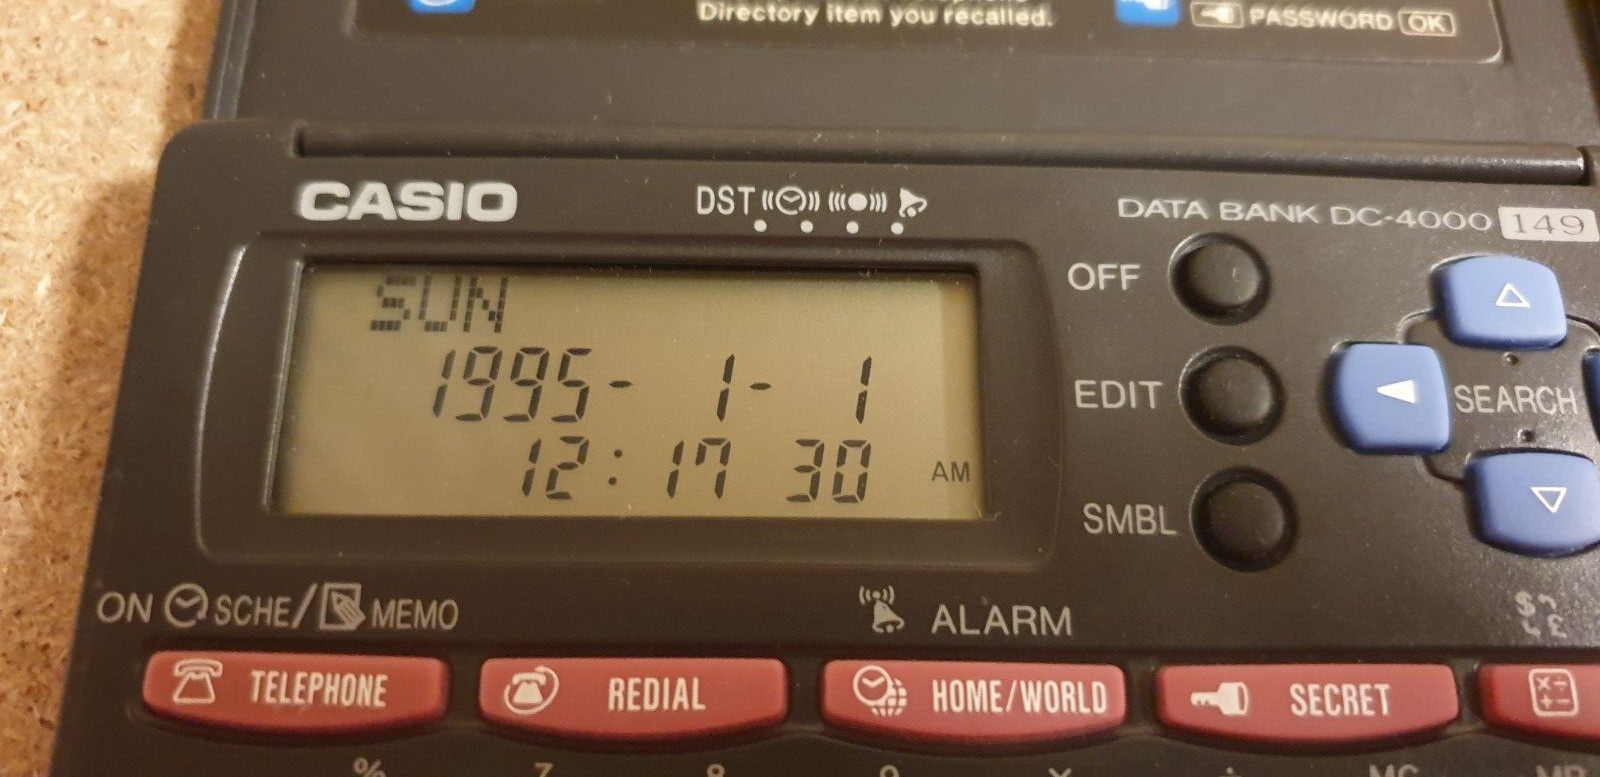 Directory item you recalled.
PASSWORD OK
CASIO
DST
DATA BANK DC-4000 149
SUN
1995- 1- 1
12: 17 30 AM
OFF
EDIT
SMBL
SEARCH
ON SCHE/ MEMO
ALARM
TELEPHONE
REDIAL
HOME/WORLD
SECRET